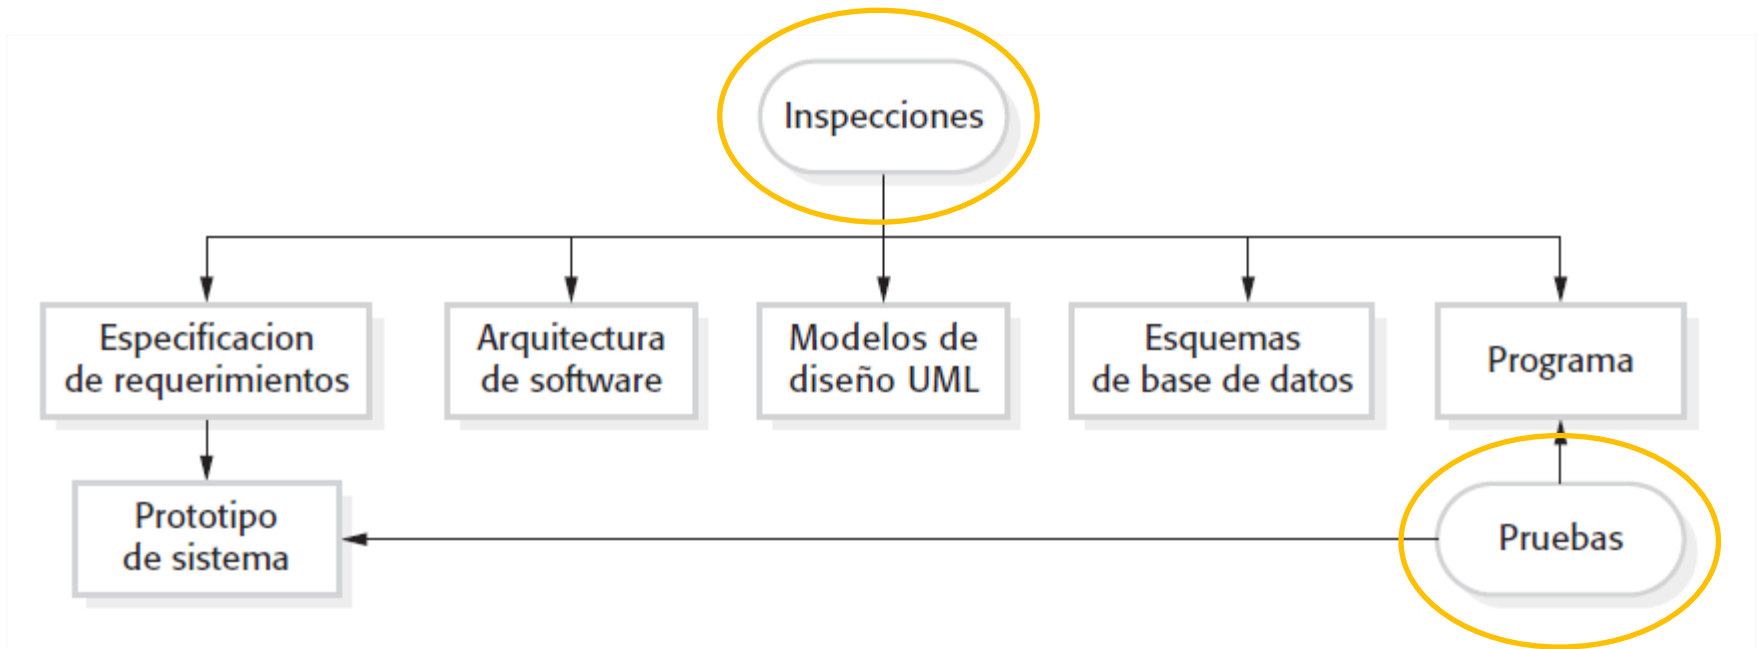 Inspecciones
Especificacion
de requerimientos
Arquitectura
de software
Modelos de
diseño UML
Esquemas
de base de datos
Programa
Prototipo
de sistema
Pruebas